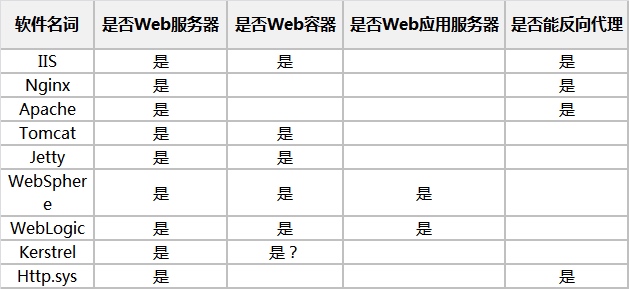 软件名词 是否Web服务器 是否Web容器 是否Web应用服务器 是否能反向代理
IIS 是 是 是
Nginx 是 是
Apache 是 是
Tomcat 是 是
Jetty 是 是
WebSpher
e 是 是 是
WebLogic 是 是 是
Kerstrel 是 是？
Http.sys 是 是